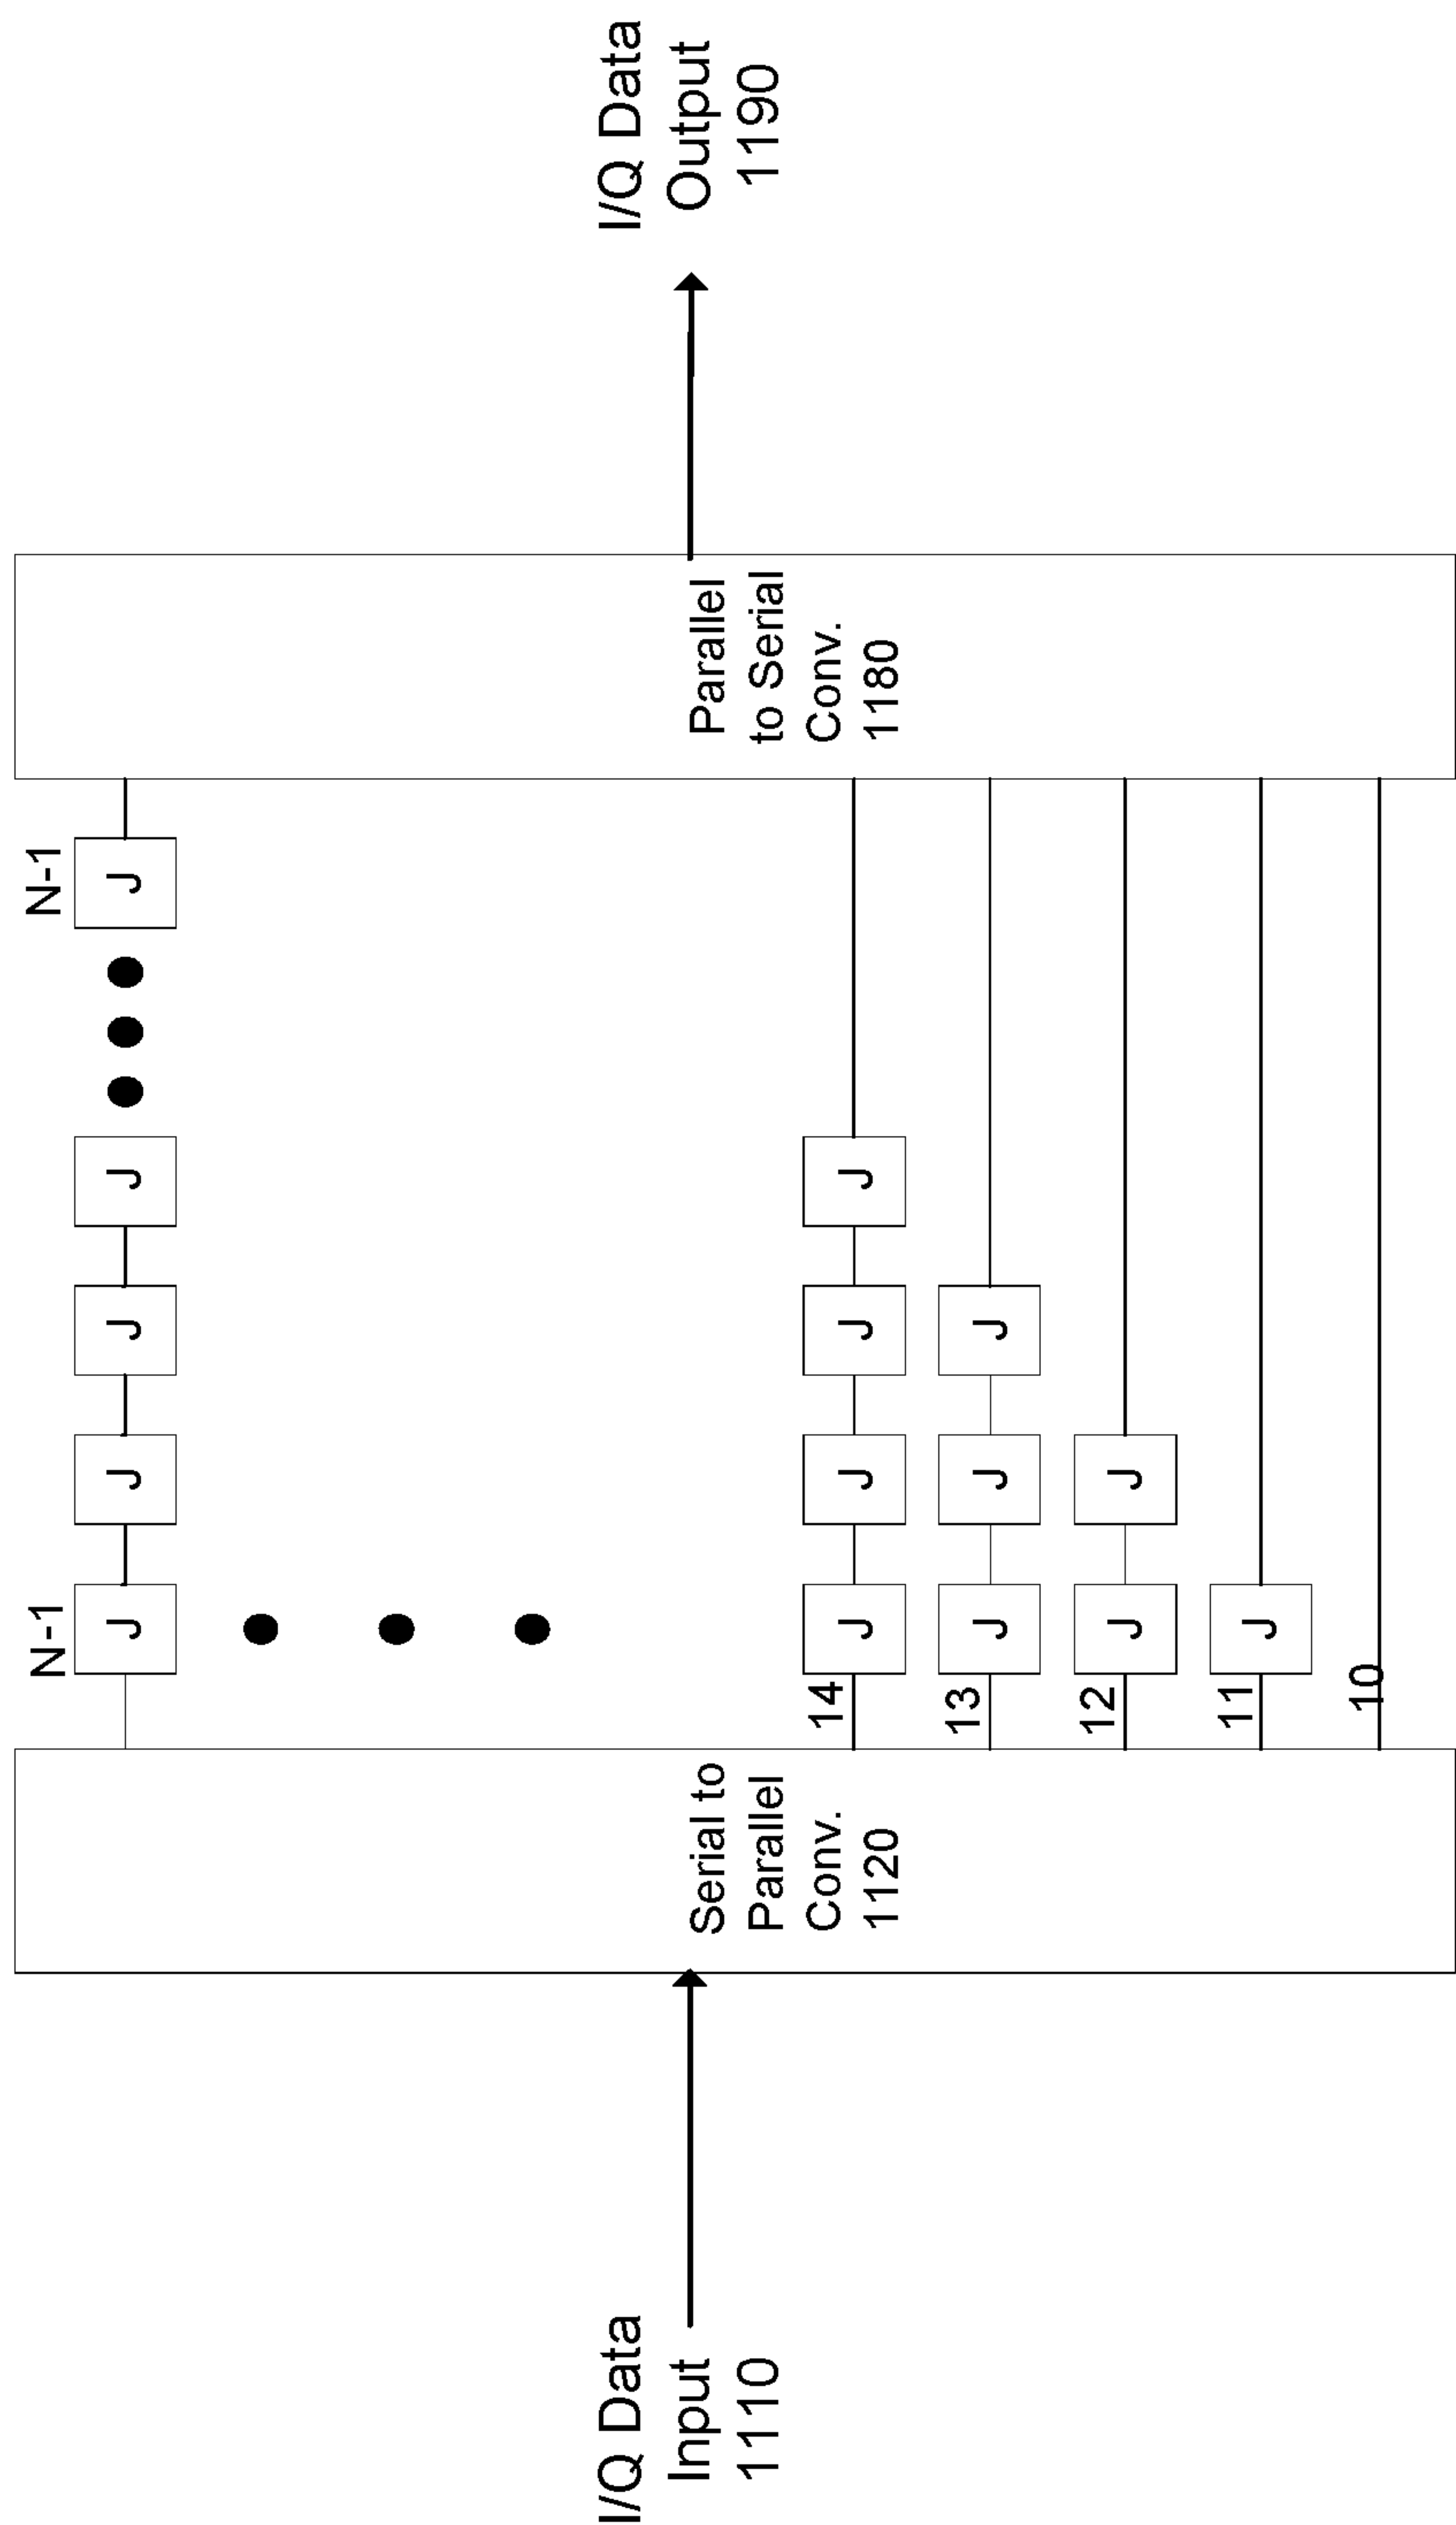 N-1
N-1
J
J
J
J
J
I/Q Data
Input
1110
Serial to
Parallel
Conv.
1120
14
J
J
J
J
13
J
J
J
12
J
J
11
J
10
Parallel
to Serial
Conv.
1180
I/Q Data
Output
1190